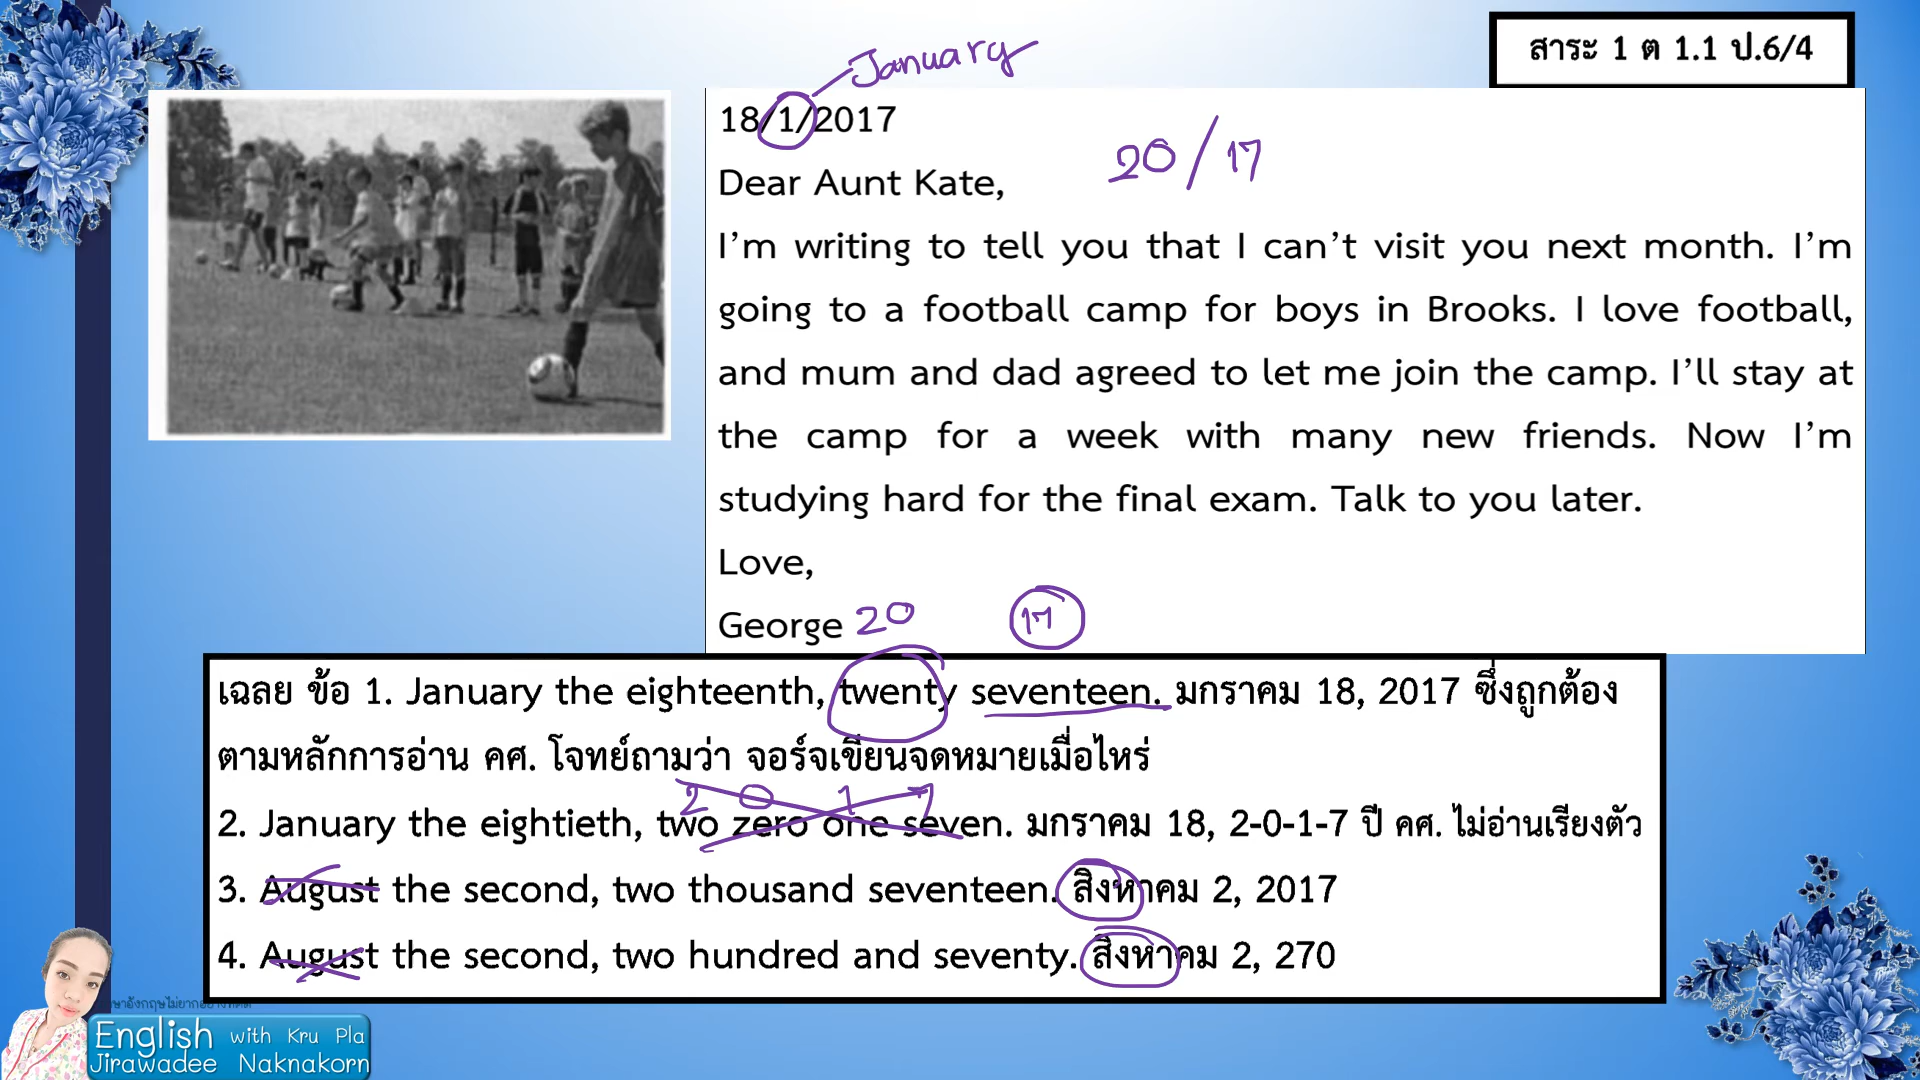 สาระ 1 ต 1.1 ป.6/4
January
18/1/2017
20/17
Dear Aunt Kate,
I’m writing to tell you that I can’t visit you next month. I’m
going to a football camp for boys in Brooks. I love football,
and mum and dad agreed to let me join the camp. I’ll stay at
the camp for a week with many new friends. Now I’m
studying hard for the final exam. Talk to you later.
Love,
George
20 17
เฉลย ข้อ 1. January the eighteenth, twenty seventeen. มกราคม 18, 2017 ซึ่งถูกต้อง
ตามหลักการอ่าน คศ. โจทย์ถามว่า จอร์จเขียนจดหมายเมื่อไหร่
2 0 1 7
2. January the eightieth, two zero one seven. มกราคม 18, 2-0-1-7 ปี คศ. ไม่อ่านเรียงตัว
3. August the second, two thousand seventeen. สิงหาคม 2, 2017
4. August the second, two hundred and seventy. สิงหาคม 2, 270
English with Kru Pla
Jirawadee Naknakorn